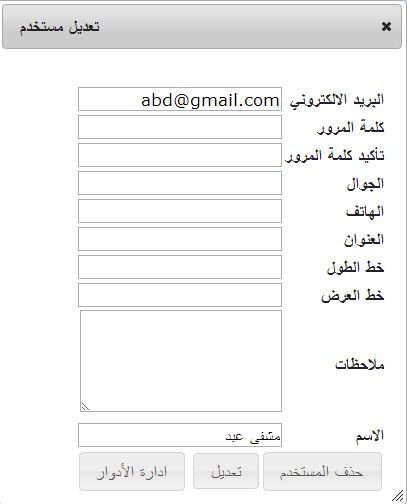 تعديل مستخدم
البريد الالكتروني abd@gmail.com
كلمة المرور
تأكيد كلمة المرور
الجوال
الهاتف
العنوان
خط الطول
خط العرض
ملاحظات
الاسم مشفى عبد
حذف المستخدم تعديل ادارة الأدوار